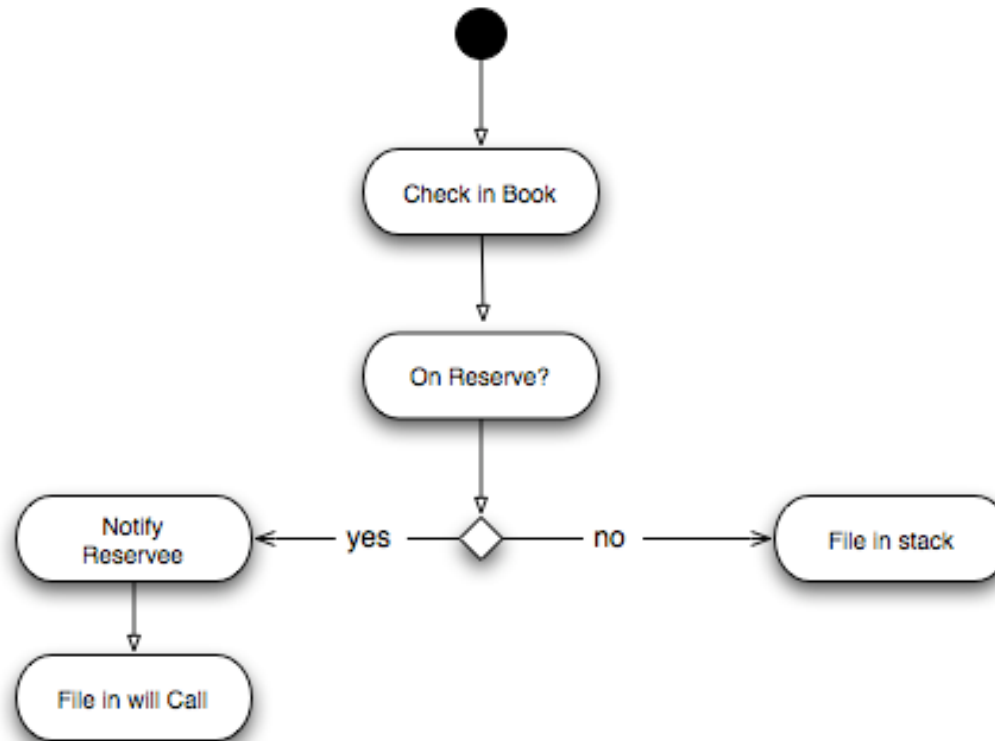 Check in Book
On Reserve?
Notify
Reservee
yes
no
File in stack
File in will Call